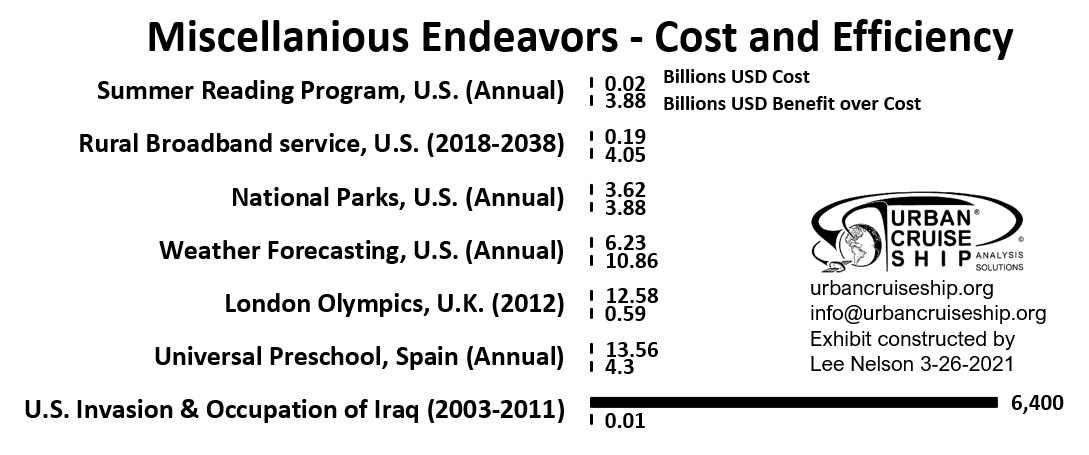 Miscellanious Endeavors - Cost and Efficiency
Summer Reading Program, U.S. (Annual)
0.02 Billions USD Cost
3.88 Billions USD Benefit over Cost
Rural Broadband service, U.S. (2018-2038)
0.19
4.05
National Parks, U.S. (Annual)
3.62
3.88
Weather Forecasting, U.S. (Annual)
6.23
10.86
London Olympics, U.K. (2012)
12.58
0.59
Universal Preschool, Spain (Annual)
13.56
4.3
U.S. Invasion & Occupation of Iraq (2003-2011)
6,400
0.01
URBAN®
CRUISE
SHIP ANALYSIS
SOLUTIONS
©
urbancruiseship.org
info@urbancruiseship.org
Exhibit constructed by
Lee Nelson 3-26-2021